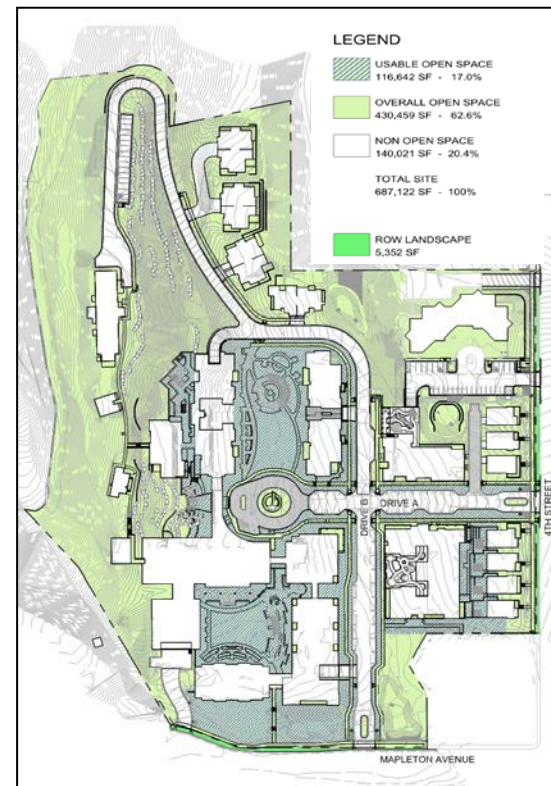 LEGEND
USABLE OPEN SPACE
116,642 SF - 17.0%
OVERALL OPEN SPACE
430,459 SF - 62.6%
NON OPEN SPACE
140,021 SF - 20.4%
TOTAL SITE
687,122 SF - 100%
ROW LANDSCAPE
5,352 SF
DRIVE B
DRIVE A
4TH STREET
MAPLETON AVENUE